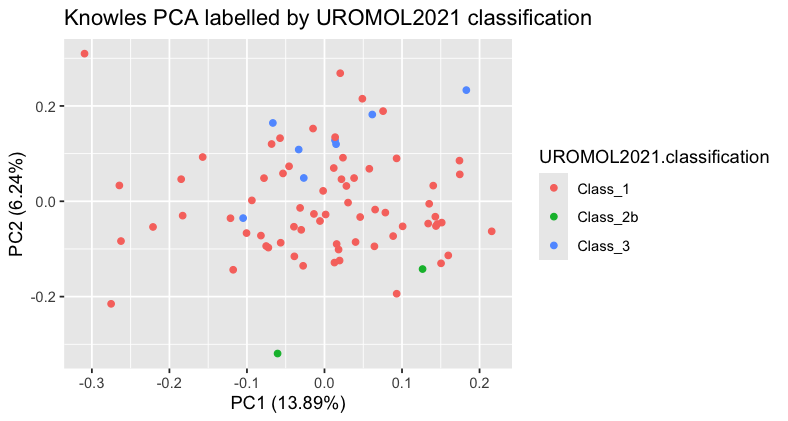 Knowles PCA labelled by UROMOL2021 classification
PC2 (6.24%)
0.2
0.0
-0.2
-0.3
-0.2
-0.1
0.0
0.1
0.2
PC1 (13.89%)
UROMOL2021.classification
Class_1
Class_2b
Class_3